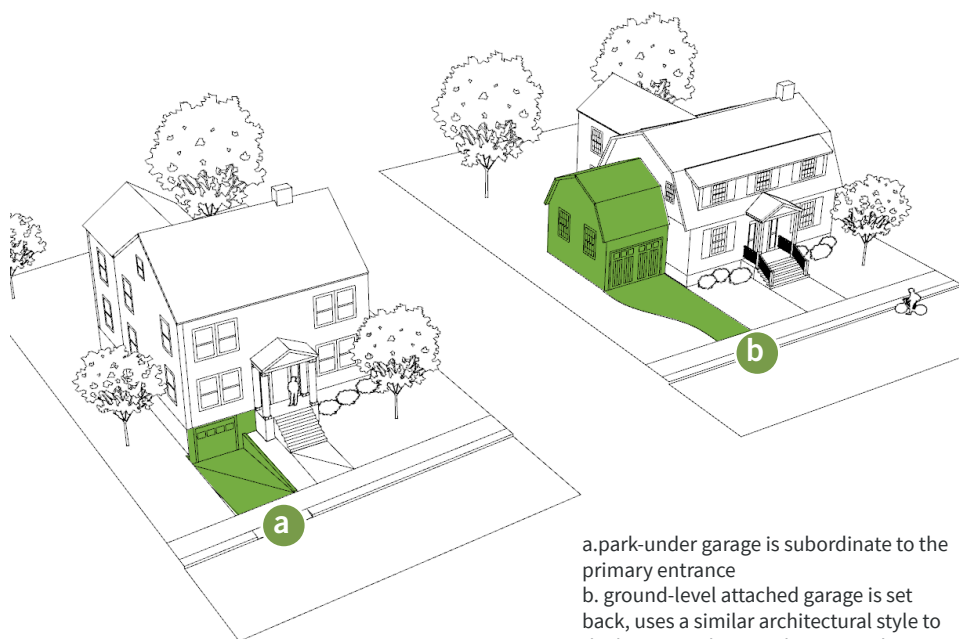 b
a
a.park-under garage is subordinate to the
primary entrance
b. ground-level attached garage is set
back, uses a similar architectural style to